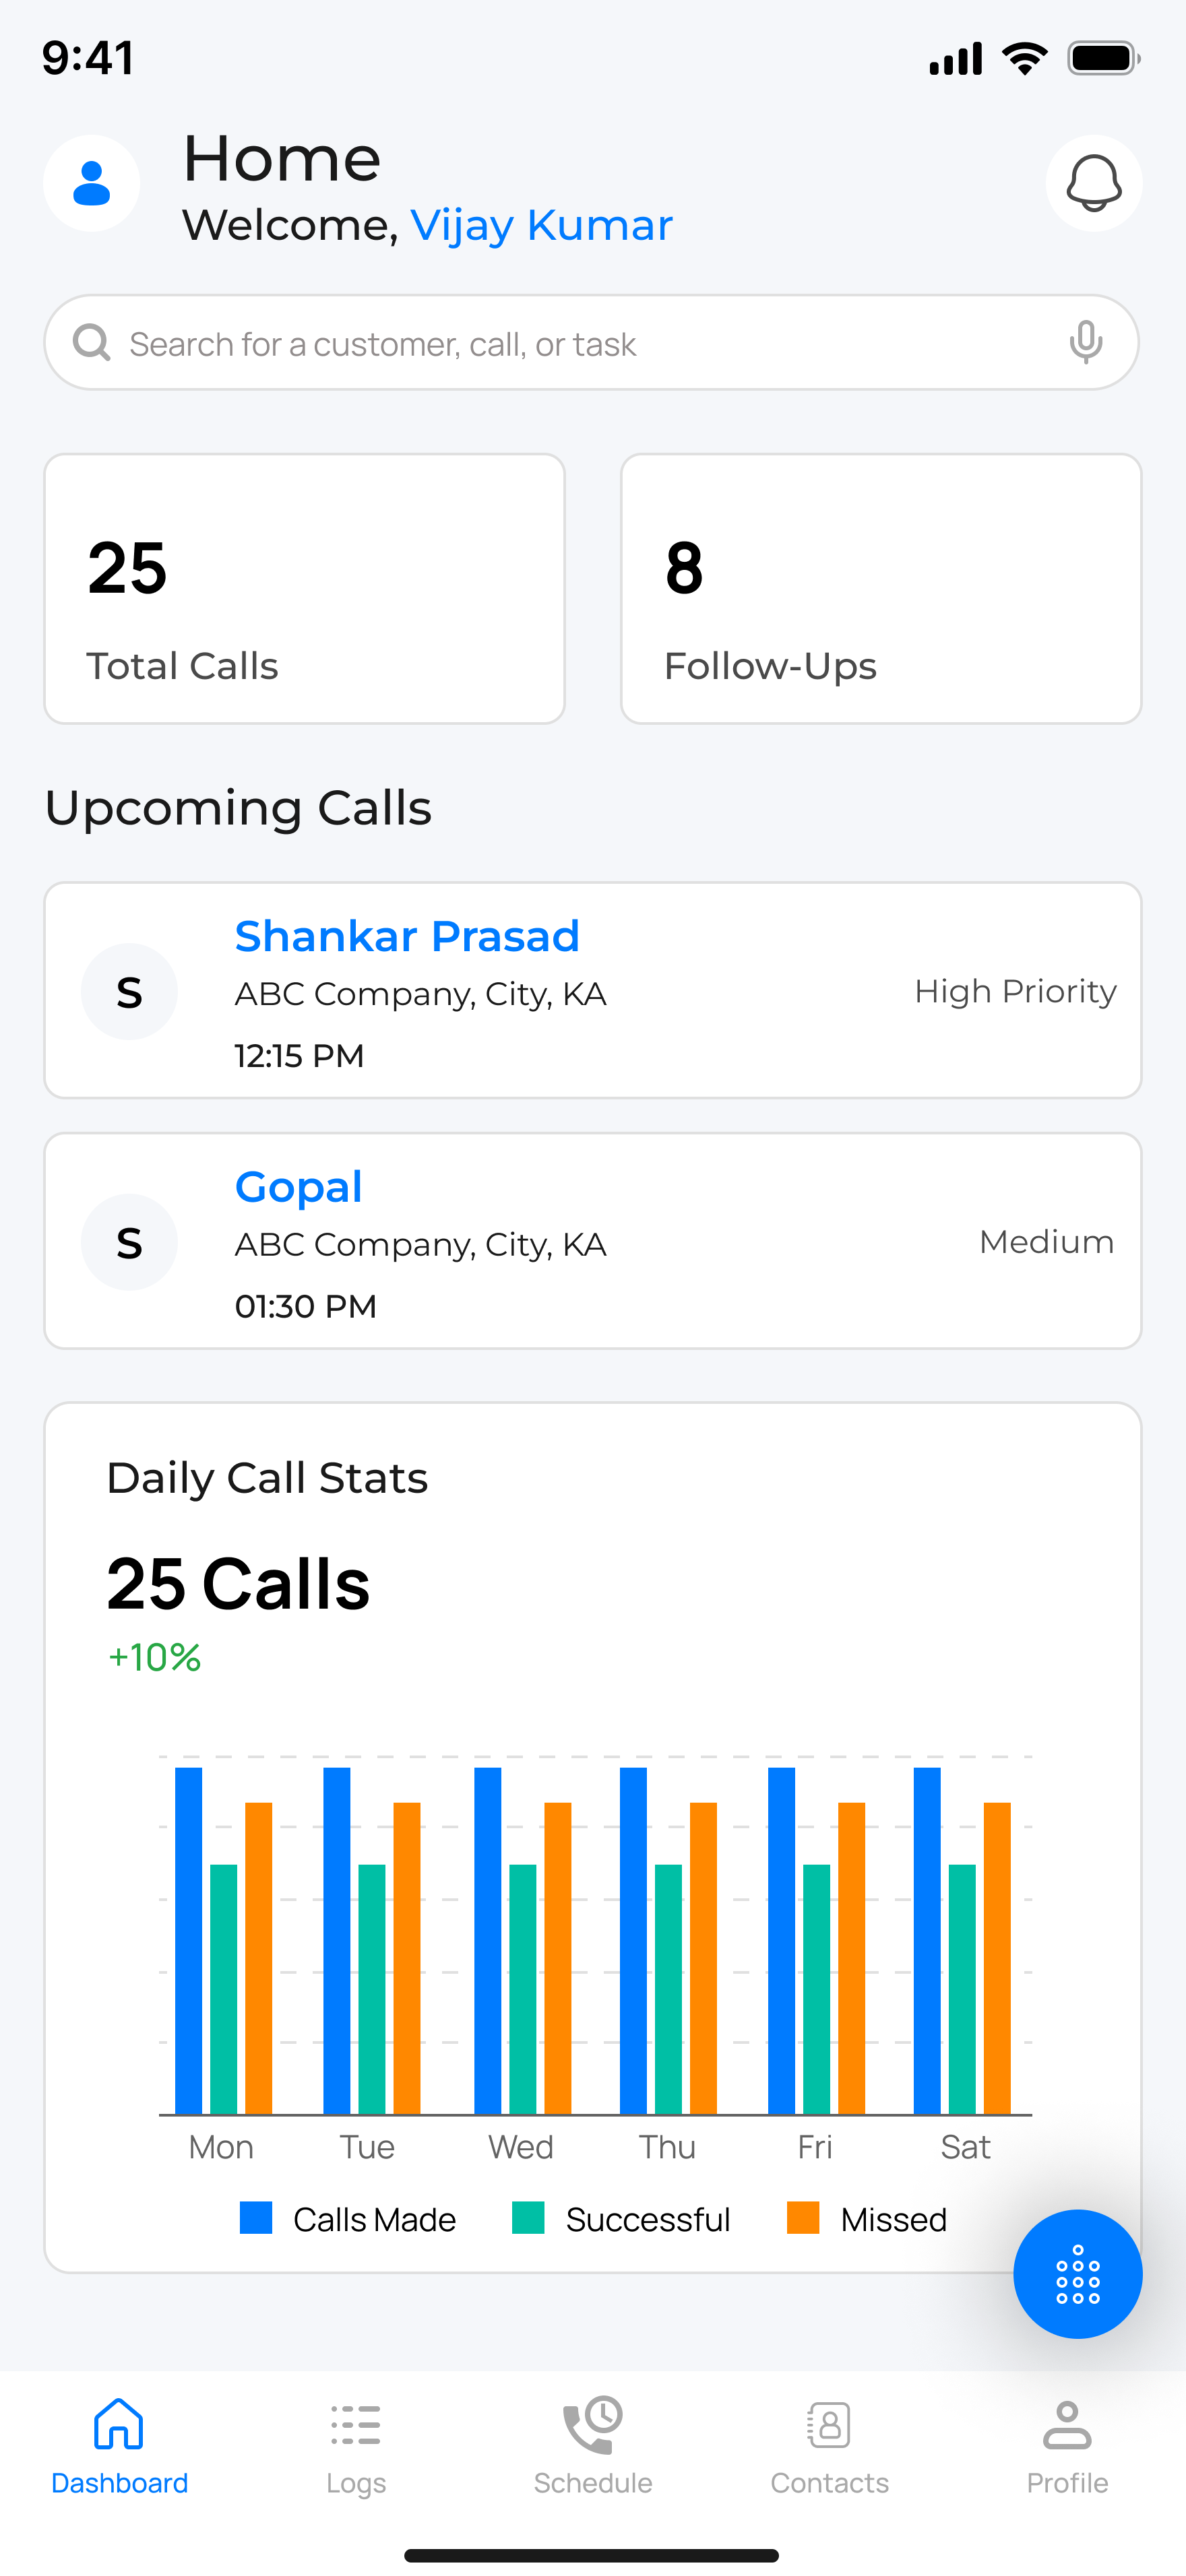 9:41
Home
Welcome, Vijay Kumar
Search for a customer, call, or task
25
Total Calls
8
Follow-Ups
Upcoming Calls
S
Shankar Prasad
ABC Company, City, KA
12:15 PM
High Priority
S
Gopal
ABC Company, City, KA
01:30 PM
Medium
Daily Call Stats
25 Calls
+10%
Mon Tue Wed Thu Fri Sat
Calls Made Successful Missed
Dashboard Logs Schedule Contacts Profile